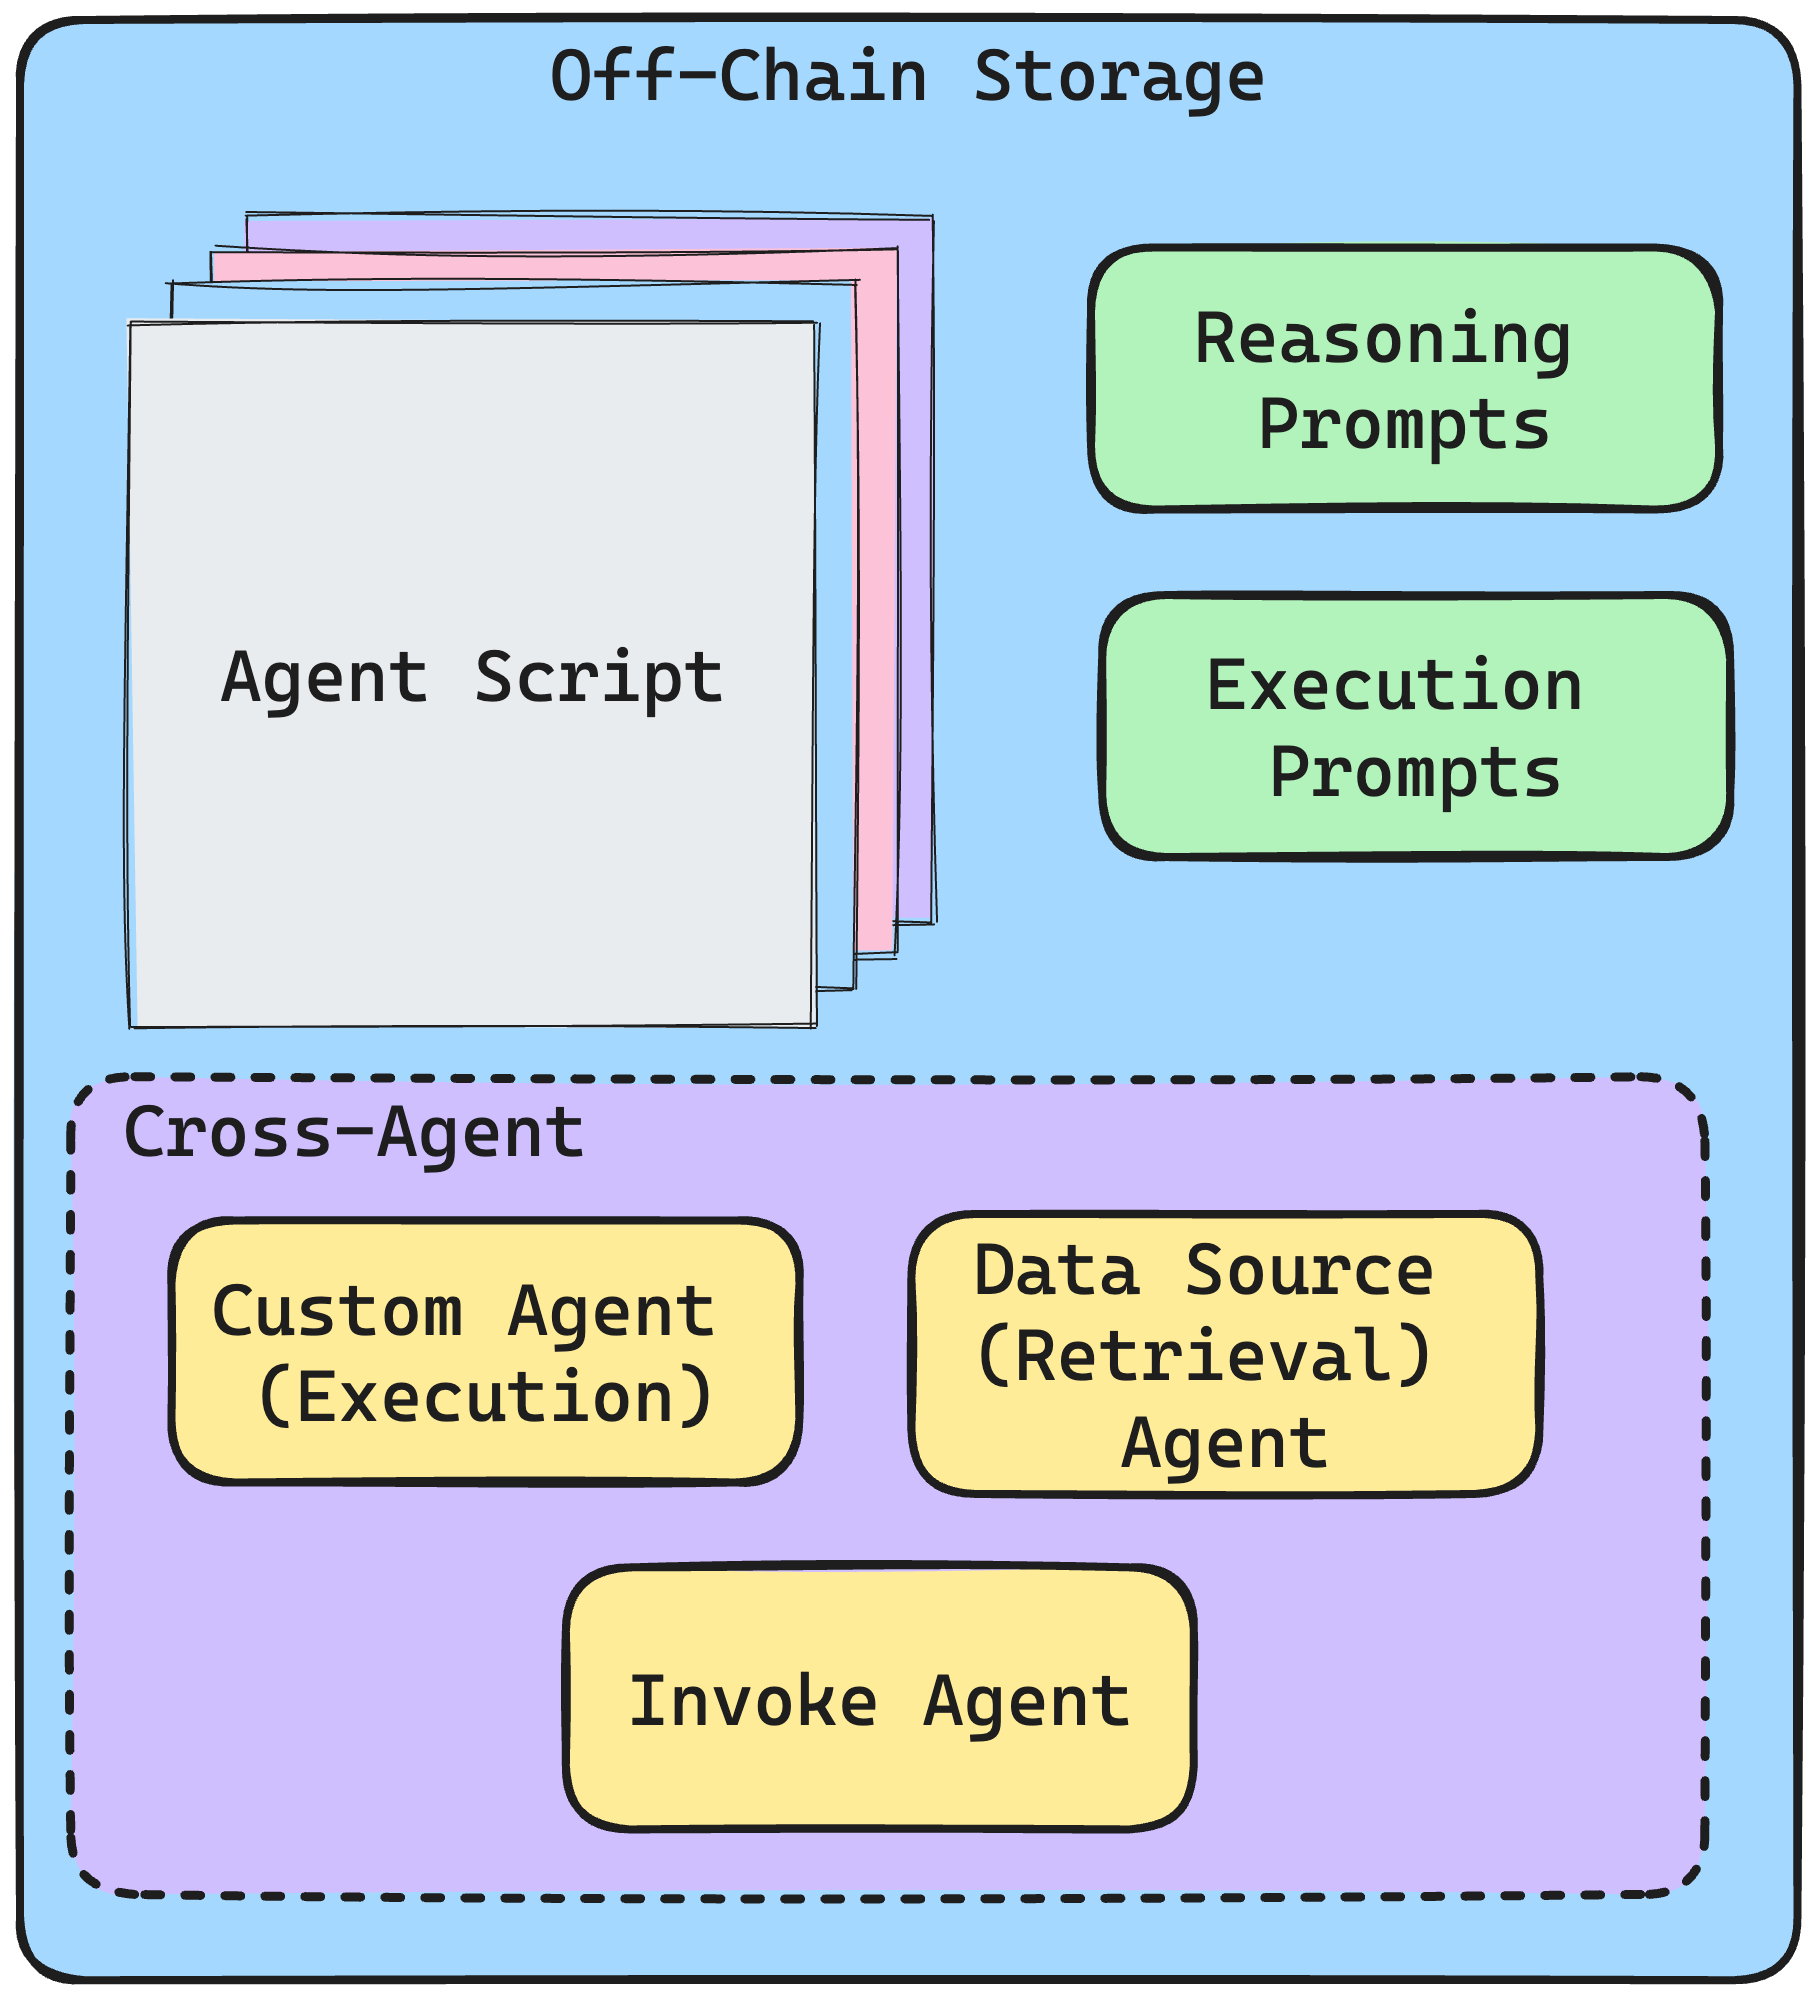 Off-Chain Storage
Agent Script
Reasoning
Prompts
Execution
Prompts
Cross-Agent
Custom Agent
(Execution)
Data Source
(Retrieval)
Agent
Invoke Agent